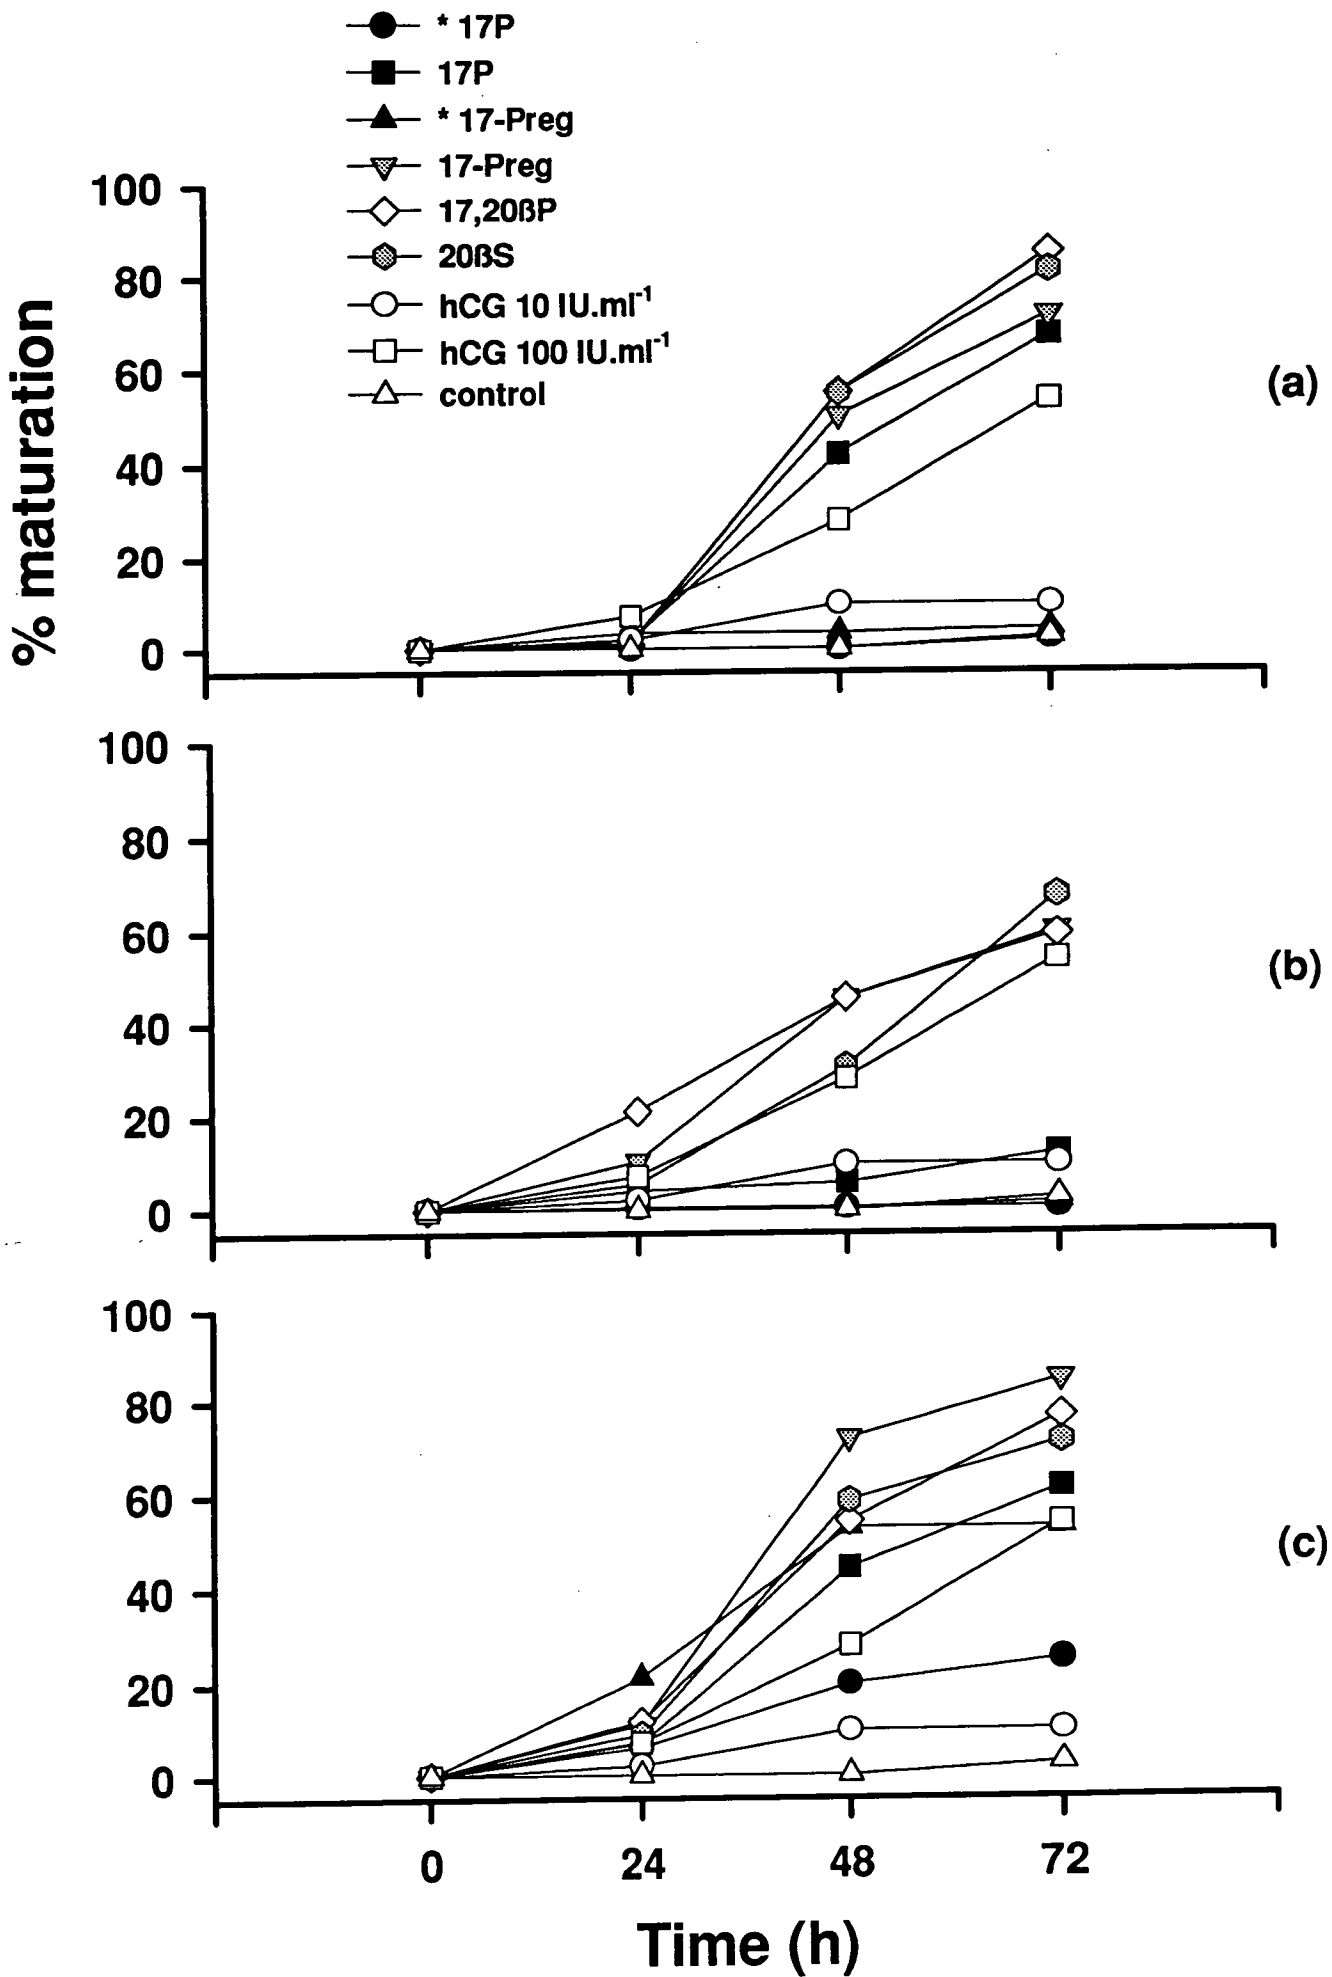 * 17P
17P
* 17-Preg
17-Preg
17,20ßP
20ßS
hCG 10 IU.ml⁻¹
hCG 100 IU.ml⁻¹
control
% maturation
100
80
60
40
20
0
(a)
100
80
60
40
20
0
(b)
100
80
60
40
20
0
(c)
0 24 48 72
Time (h)